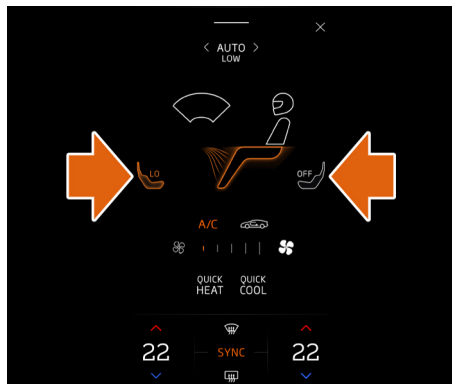 AUTO
LOW
LO
OFF
A/C
QUICK
HEAT
QUICK
COOL
22
SYNC
22